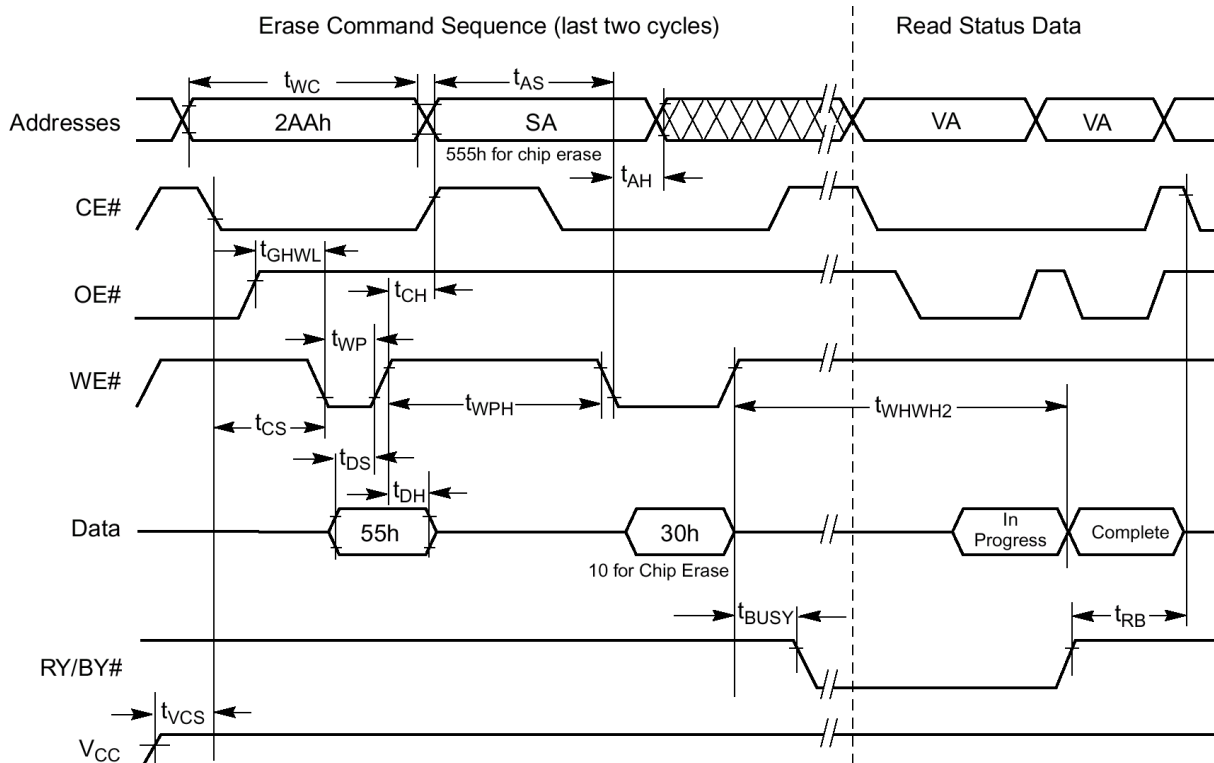 Erase Command Sequence (last two cycles) Read Status Data
tWC tAS
Addresses 2AAh SA VA VA
555h for chip erase
tAH
CE#
tGHWL
OE#
tCH
tWP
WE#
tWPH tWHWH2
tCS
tDS
tDH
Data 55h 30h In Progress Complete
10 for Chip Erase
tBUSY tRB
RY/BY#
tVCS
VCC